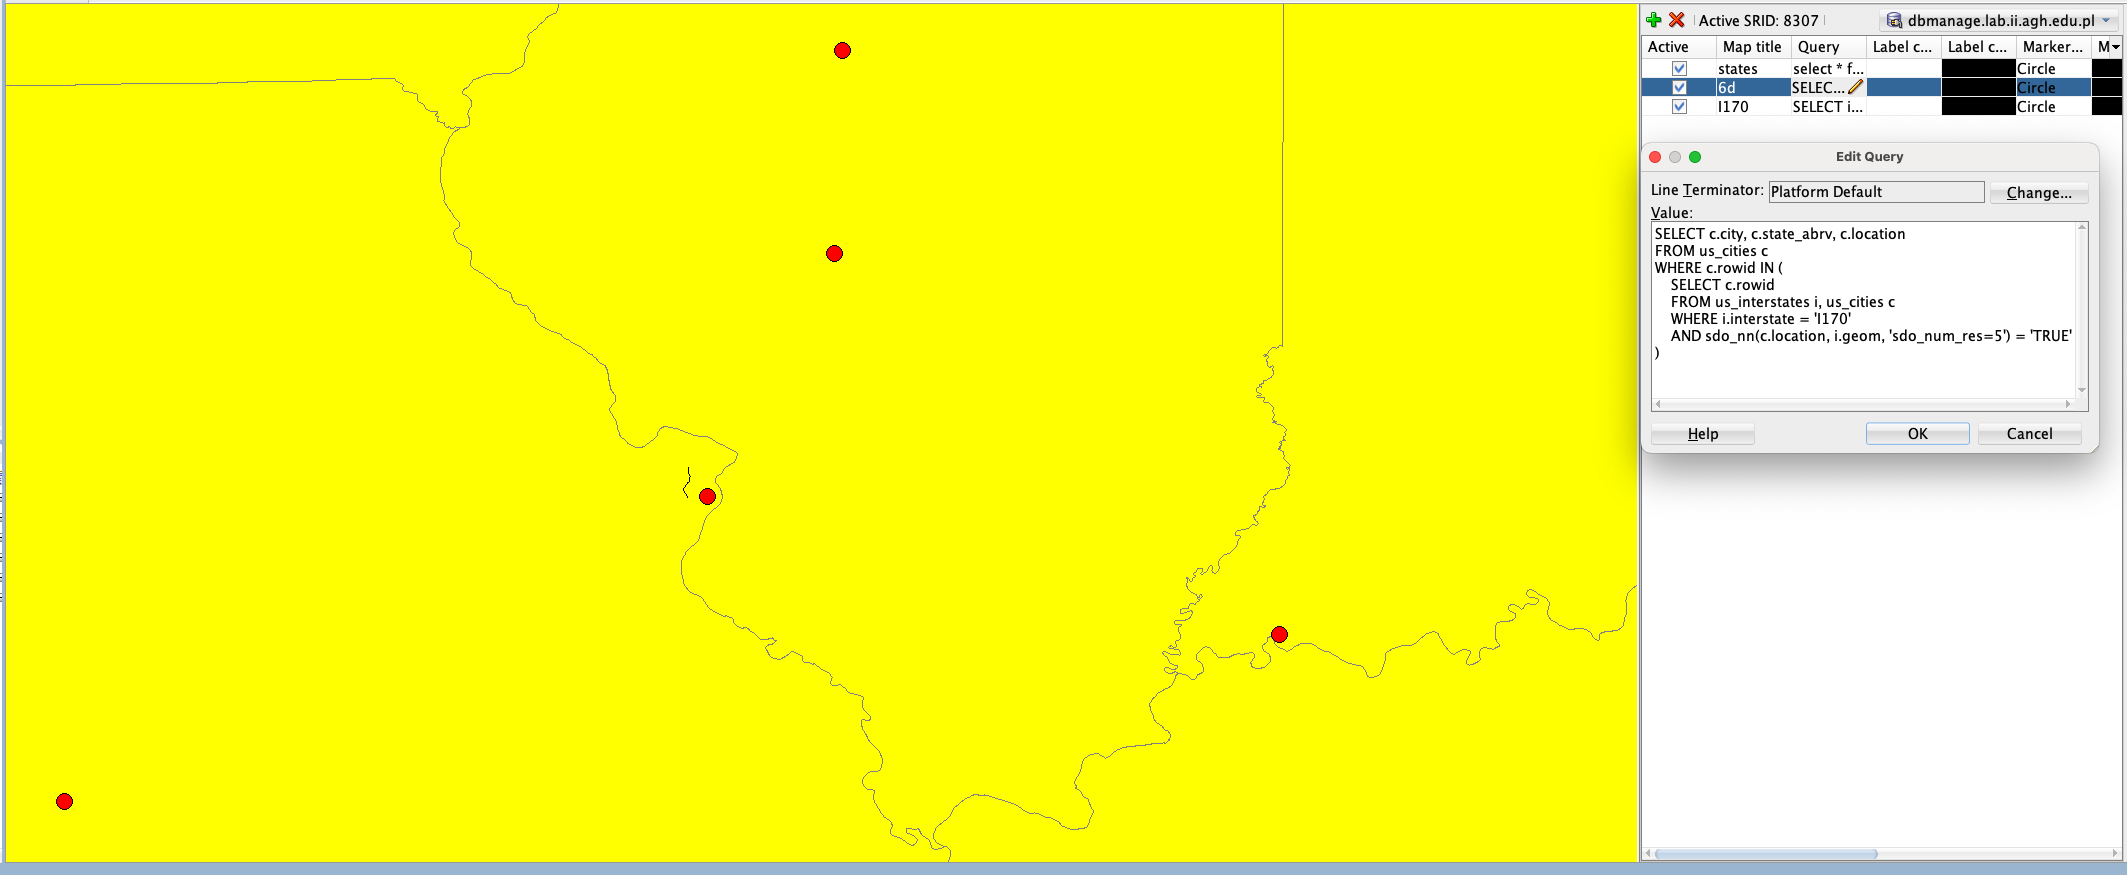 Active SRID: 8307 dbmanage.lab.ii.agh.edu.pl
Active Map title Query Label c... Label c... Marker... M
states select * f... Circle
6d SELEC... Circle
I170 SELECT i... Circle
Edit Query
Line Terminator: Platform Default Change...
Value:
SELECT c.city, c.state_abrv, c.location
FROM us_cities c
WHERE c.rowid IN (
SELECT c.rowid
FROM us_interstates i, us_cities c
WHERE i.interstate = 'I170'
AND sdo_nn(c.location, i.geom, 'sdo_num_res=5') = 'TRUE'
)
Help OK Cancel